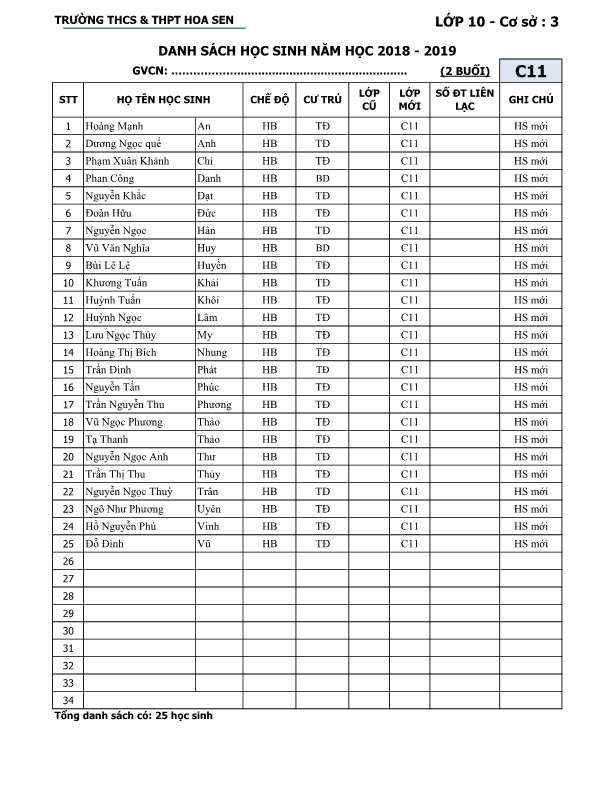 TRƯỜNG THCS & THPT HOA SEN
LỚP 10 - Cơ sở : 3
DANH SÁCH HỌC SINH NĂM HỌC 2018 - 2019
GVCN: ................................................................ (2 BUỔI) C11
STT HỌ TÊN HỌC SINH CHẾ ĐỘ CƯ TRÚ LỚP CŨ LỚP MỚI SỐ ĐT LIÊN LẠC GHI CHÚ
1 Hoàng Mạnh An HB TĐ C11 HS mới
2 Dương Ngọc quế Anh HB TĐ C11 HS mới
3 Phạm Xuân Khánh Chi HB TĐ C11 HS mới
4 Phan Công Danh HB BD C11 HS mới
5 Nguyễn Khắc Đạt HB TĐ C11 HS mới
6 Đoàn Hữu Đức HB TĐ C11 HS mới
7 Nguyễn Ngọc Hân HB TĐ C11 HS mới
8 Vũ Văn Nghĩa Huy HB BD C11 HS mới
9 Bùi Lê Lệ Huyền HB TĐ C11 HS mới
10 Khương Tuấn Khải HB TĐ C11 HS mới
11 Huỳnh Tuấn Khôi HB TĐ C11 HS mới
12 Huỳnh Ngọc Lâm HB TĐ C11 HS mới
13 Lưu Ngọc Thùy My HB TĐ C11 HS mới
14 Hoàng Thị Bích Nhung HB TĐ C11 HS mới
15 Trần Đình Phát HB TĐ C11 HS mới
16 Nguyễn Tấn Phúc HB TĐ C11 HS mới
17 Trần Nguyễn Thu Phương HB TĐ C11 HS mới
18 Vũ Ngọc Phương Thảo HB TĐ C11 HS mới
19 Tạ Thanh Thảo HB TĐ C11 HS mới
20 Nguyễn Ngọc Anh Thư HB TĐ C11 HS mới
21 Trần Thị Thu Thủy HB TĐ C11 HS mới
22 Nguyễn Ngọc Thuỳ Trân HB TĐ C11 HS mới
23 Ngô Như Phương Uyên HB TĐ C11 HS mới
24 Hồ Nguyễn Phú Vinh HB TĐ C11 HS mới
25 Đỗ Đình Vũ HB TĐ C11 HS mới
26
27
28
29
30
31
32
33
34
Tổng danh sách có: 25 học sinh